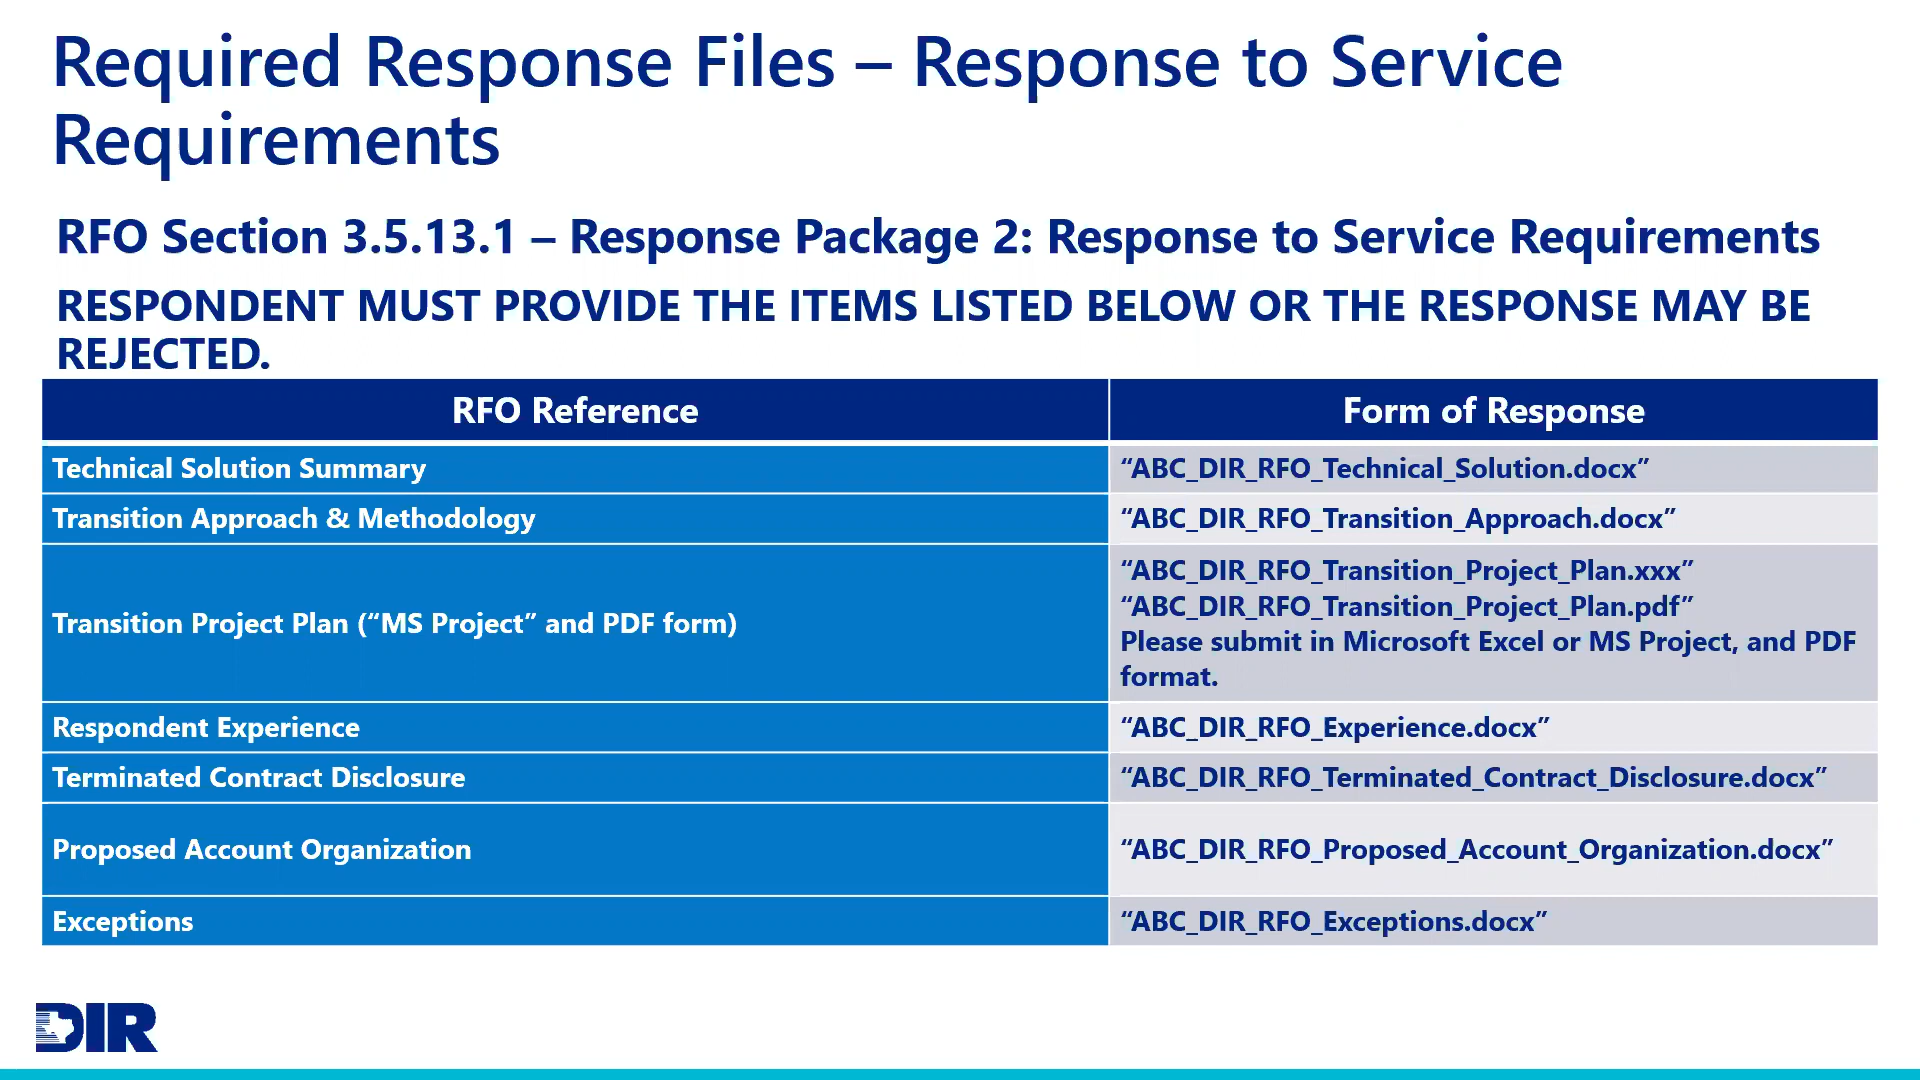 Required Response Files – Response to Service
Requirements
RFO Section 3.5.13.1 – Response Package 2: Response to Service Requirements
RESPONDENT MUST PROVIDE THE ITEMS LISTED BELOW OR THE RESPONSE MAY BE
REJECTED.
RFO Reference
Form of Response
Technical Solution Summary
“ABC_DIR_RFO_Technical_Solution.docx”
Transition Approach & Methodology
“ABC_DIR_RFO_Transition_Approach.docx”
Transition Project Plan (“MS Project” and PDF form)
“ABC_DIR_RFO_Transition_Project_Plan.xxx”
“ABC_DIR_RFO_Transition_Project_Plan.pdf”
Please submit in Microsoft Excel or MS Project, and PDF
format.
Respondent Experience
“ABC_DIR_RFO_Experience.docx”
Terminated Contract Disclosure
“ABC_DIR_RFO_Terminated_Contract_Disclosure.docx”
Proposed Account Organization
“ABC_DIR_RFO_Proposed_Account_Organization.docx”
Exceptions
“ABC_DIR_RFO_Exceptions.docx”
DIR